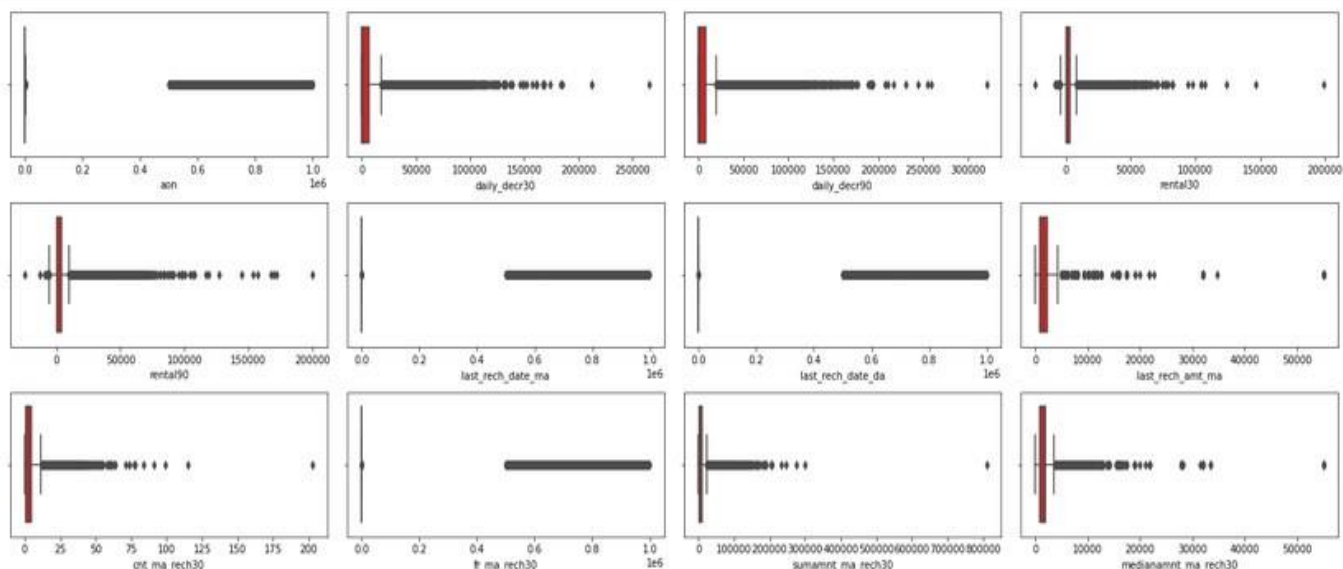 0.0 0.2 0.4 0.6 0.8 1.0 0 50000 100000 150000 200000 250000 0 50000 100000 150000 200000 250000 300000 0 50000 100000 150000 200000
aon 1e6 daily_decr30 daily_decr90 rental30
0 50000 100000 150000 200000 0.0 0.2 0.4 0.6 0.8 1.0 0.0 0.2 0.4 0.6 0.8 1.0 0 10000 20000 30000 40000 50000
rental90 last_rech_date_ma 1e6 last_rech_date_da 1e6 last_rech_amt_ma
0 25 50 75 100 125 150 175 200 0.0 0.2 0.4 0.6 0.8 1.0 0 100000 200000 300000 400000 500000 600000 700000 800000 0 10000 20000 30000 40000 50000
cnt_ma_rech30 fr_ma_rech30 1e6 sumamnt_ma_rech30 medianamnt_ma_rech30